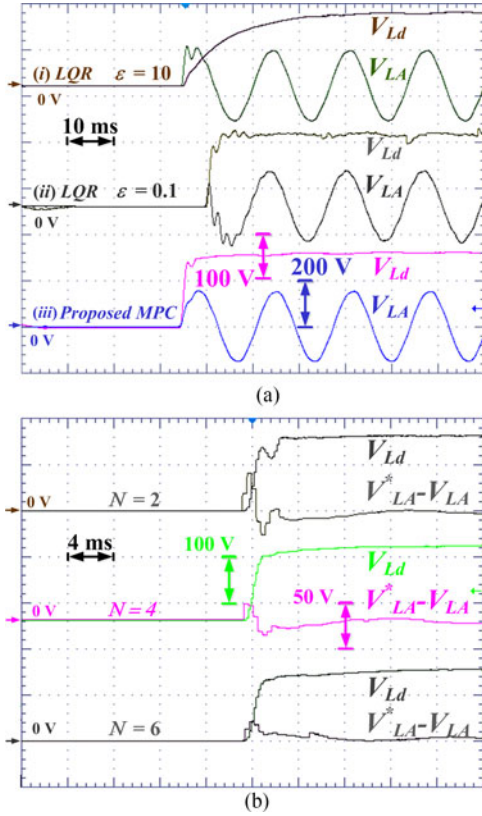 V_Ld
(i) LQR ε = 10
V_LA
0 V
10 ms
V_Ld
(ii) LQR ε = 0.1
V_LA
0 V
100 V
200 V
V_Ld
(iii) Proposed MPC
V_LA
0 V
(a)
V_Ld
0 V
N = 2
V*_LA-V_LA
4 ms
100 V
V_Ld
0 V
N = 4
50 V
V*_LA-V_LA
V_Ld
0 V
N = 6
V*_LA-V_LA
(b)